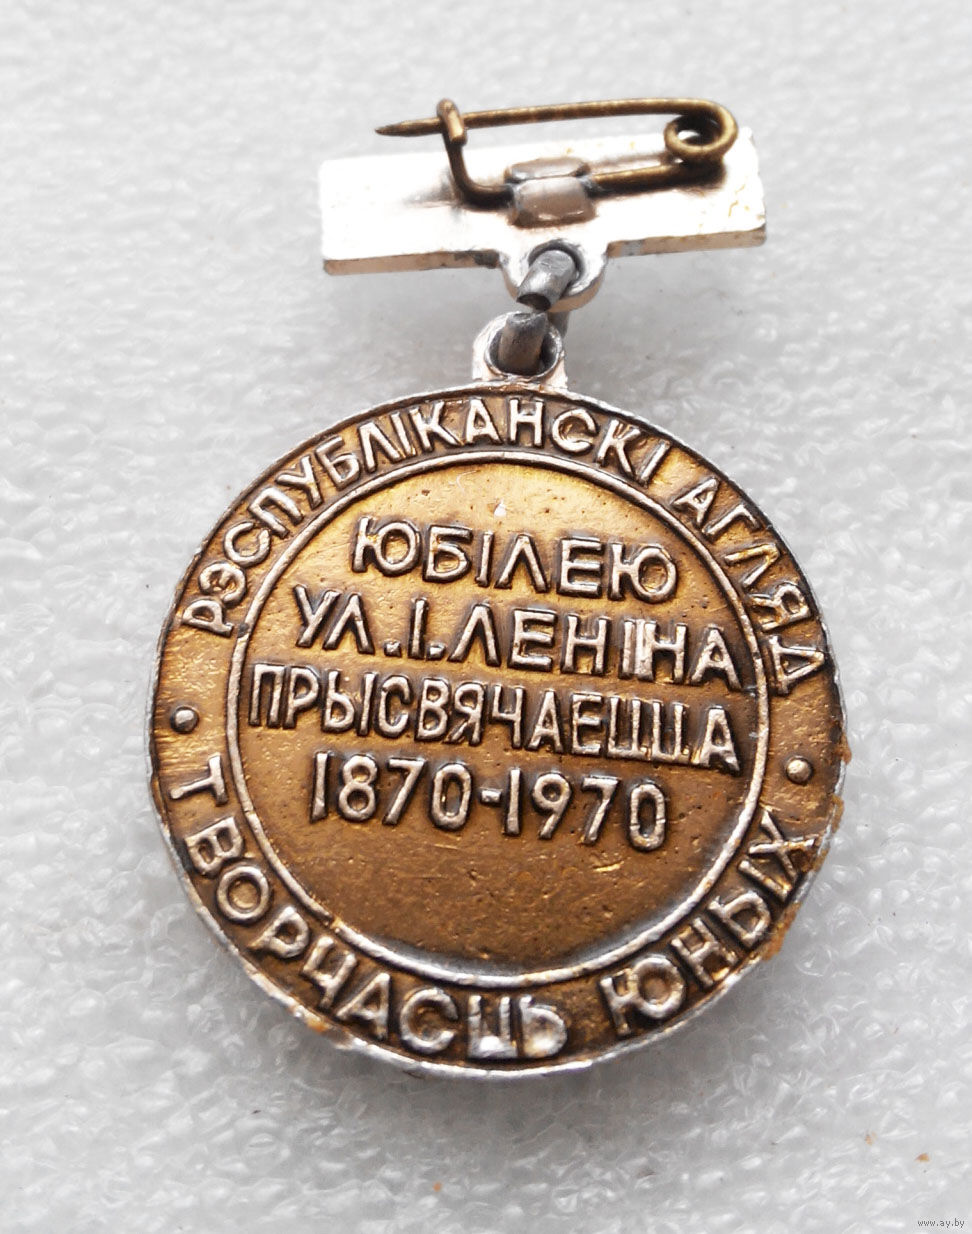 РЭСПУБЛІКАНСКІ АГЛЯД
ЮБІЛЕЮ
УЛ.І.ЛЕНІНА
ПРЫСВЯЧАЕЦЦА
1870-1970
ТВОРЧАСЦЬ ЮНЫХ
www.ay.by